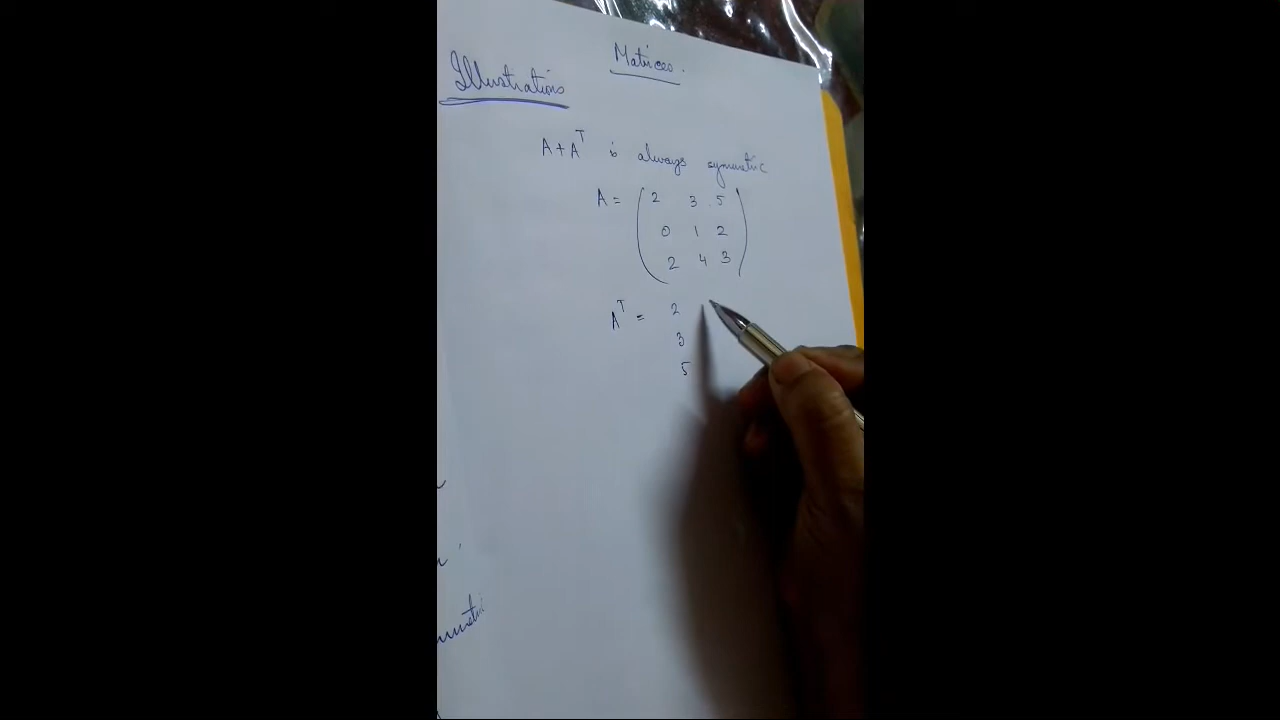 Matrices.
Illustrations
A+A^T is always symmetric
A = ( 2 3 5
0 1 2
2 4 3 )
A^T = 2
3
5